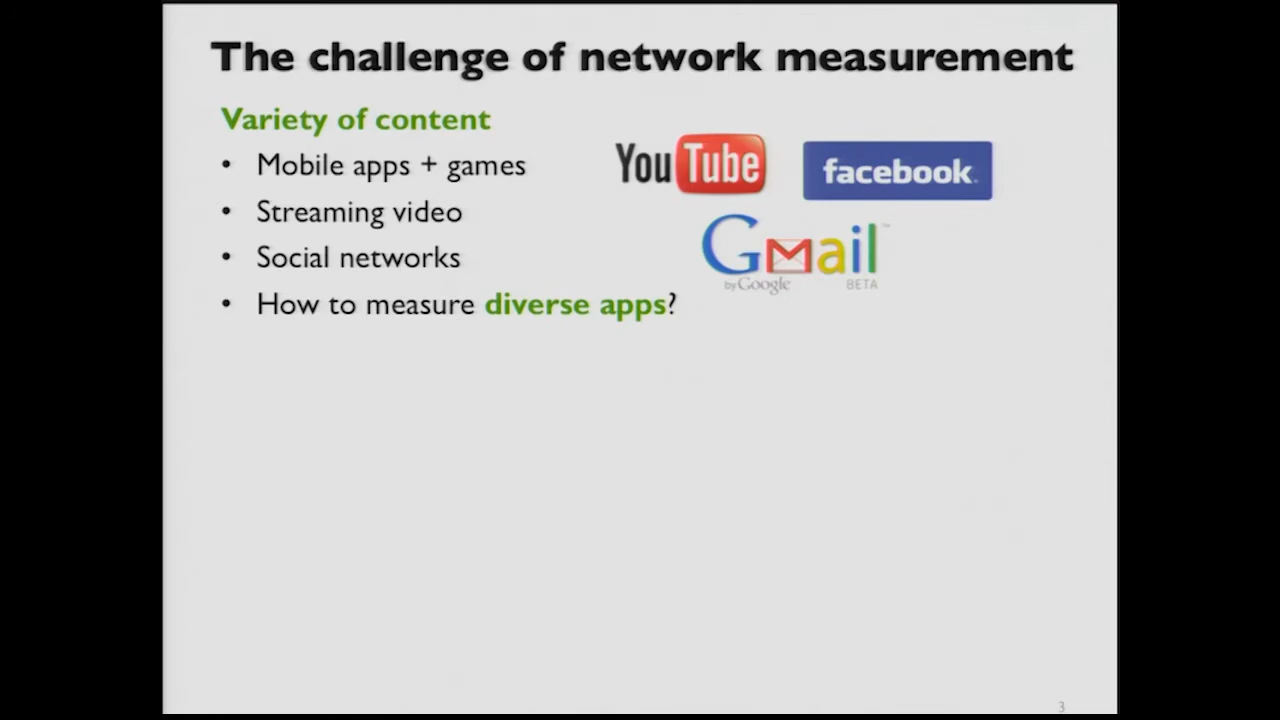 The challenge of network measurement
Variety of content
• Mobile apps + games
• Streaming video
• Social networks
• How to measure diverse apps?
YouTube
facebook
Gmail™
by Google BETA
3